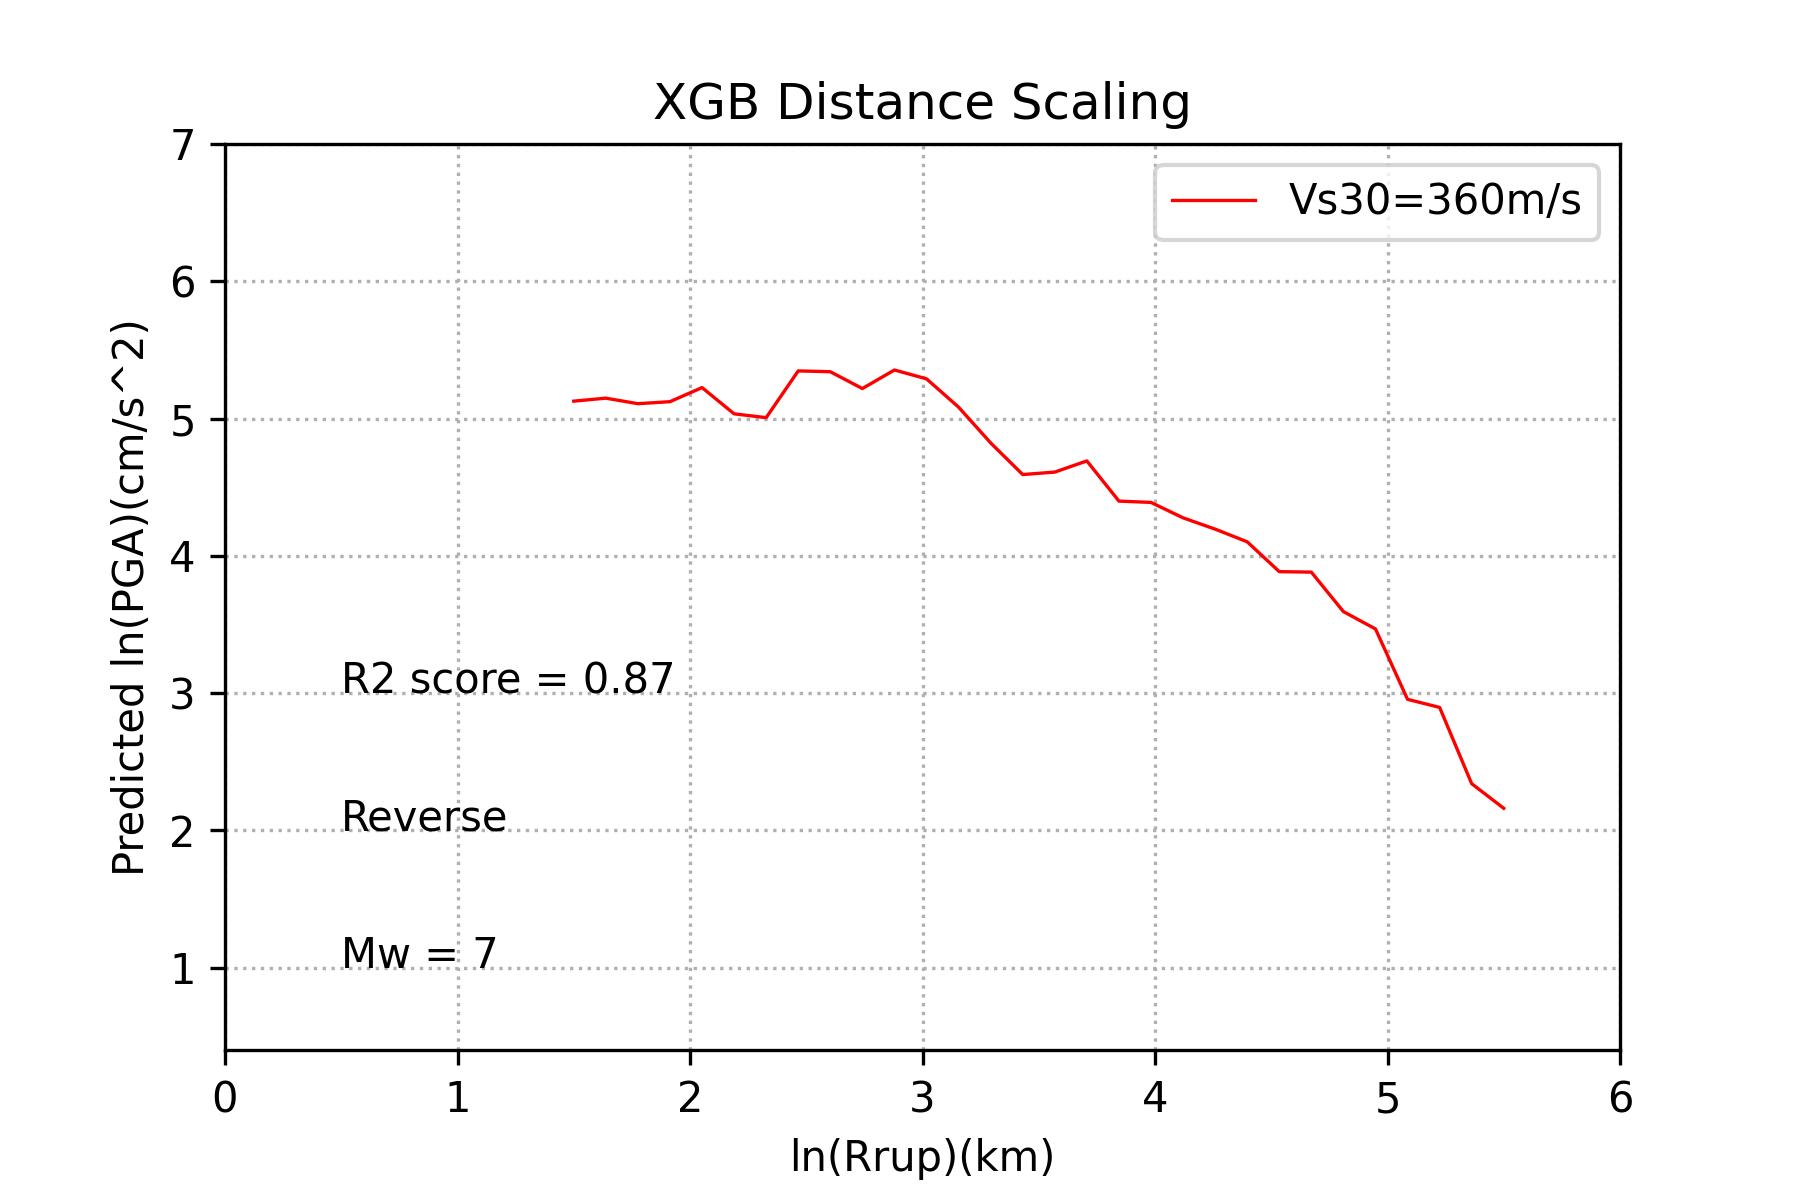 XGB Distance Scaling
Vs30=360m/s
Predicted ln(PGA)(cm/s^2)
7
6
5
4
3
2
1
R2 score = 0.87
Reverse
Mw = 7
0 1 2 3 4 5 6
ln(Rrup)(km)